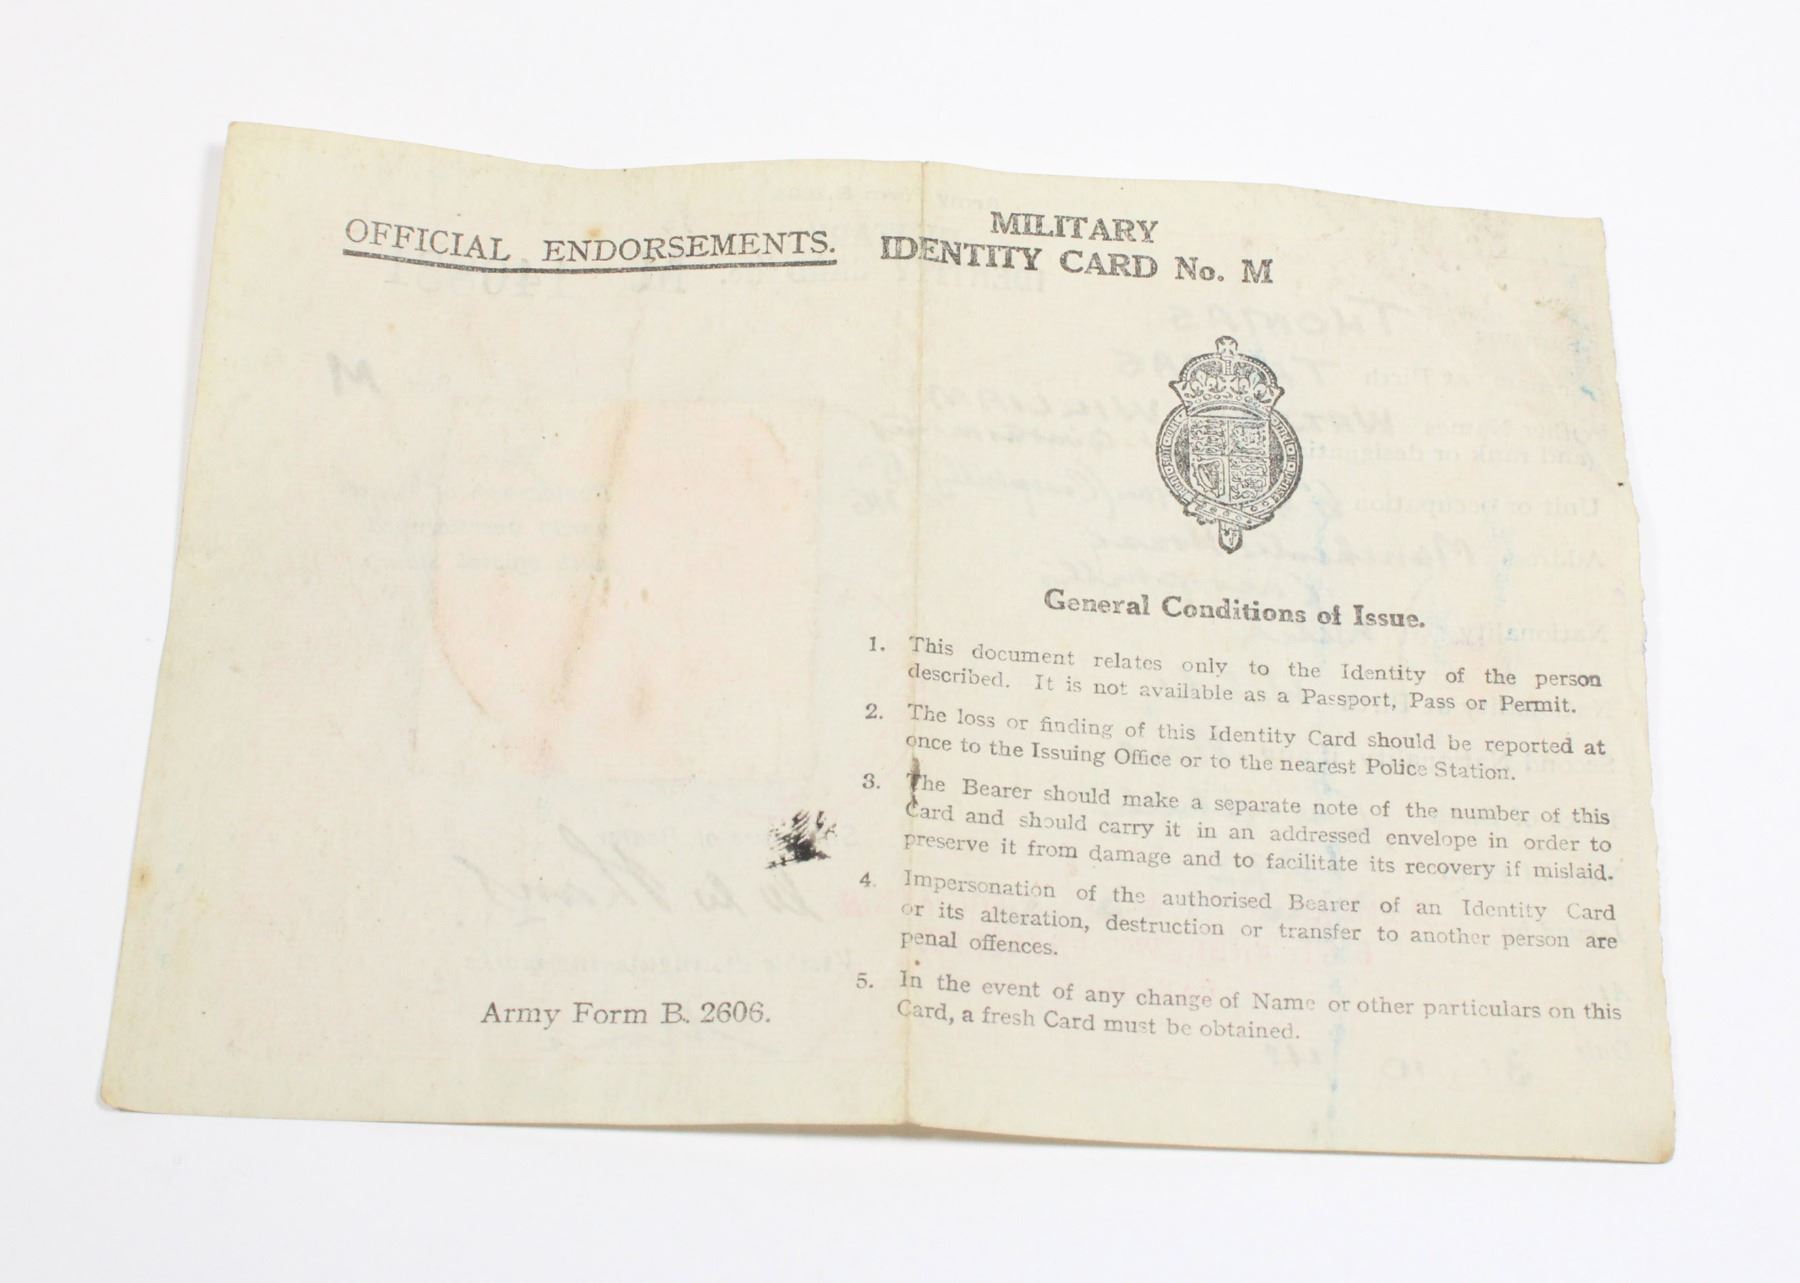 OFFICIAL ENDORSEMENTS.
Army Form B. 2606.
MILITARY
IDENTITY CARD No. M
General Conditions of Issue.
1. This document relates only to the Identity of the person
described. It is not available as a Passport, Pass or Permit.
2. The loss or finding of this Identity Card should be reported at
once to the Issuing Office or to the nearest Police Station.
3. The Bearer should make a separate note of the number of this
Card and should carry it in an addressed envelope in order to
preserve it from damage and to facilitate its recovery if mislaid.
4. Impersonation of the authorised Bearer of an Identity Card
or its alteration, destruction or transfer to another person are
penal offences.
5. In the event of any change of Name or other particulars on this
Card, a fresh Card must be obtained.